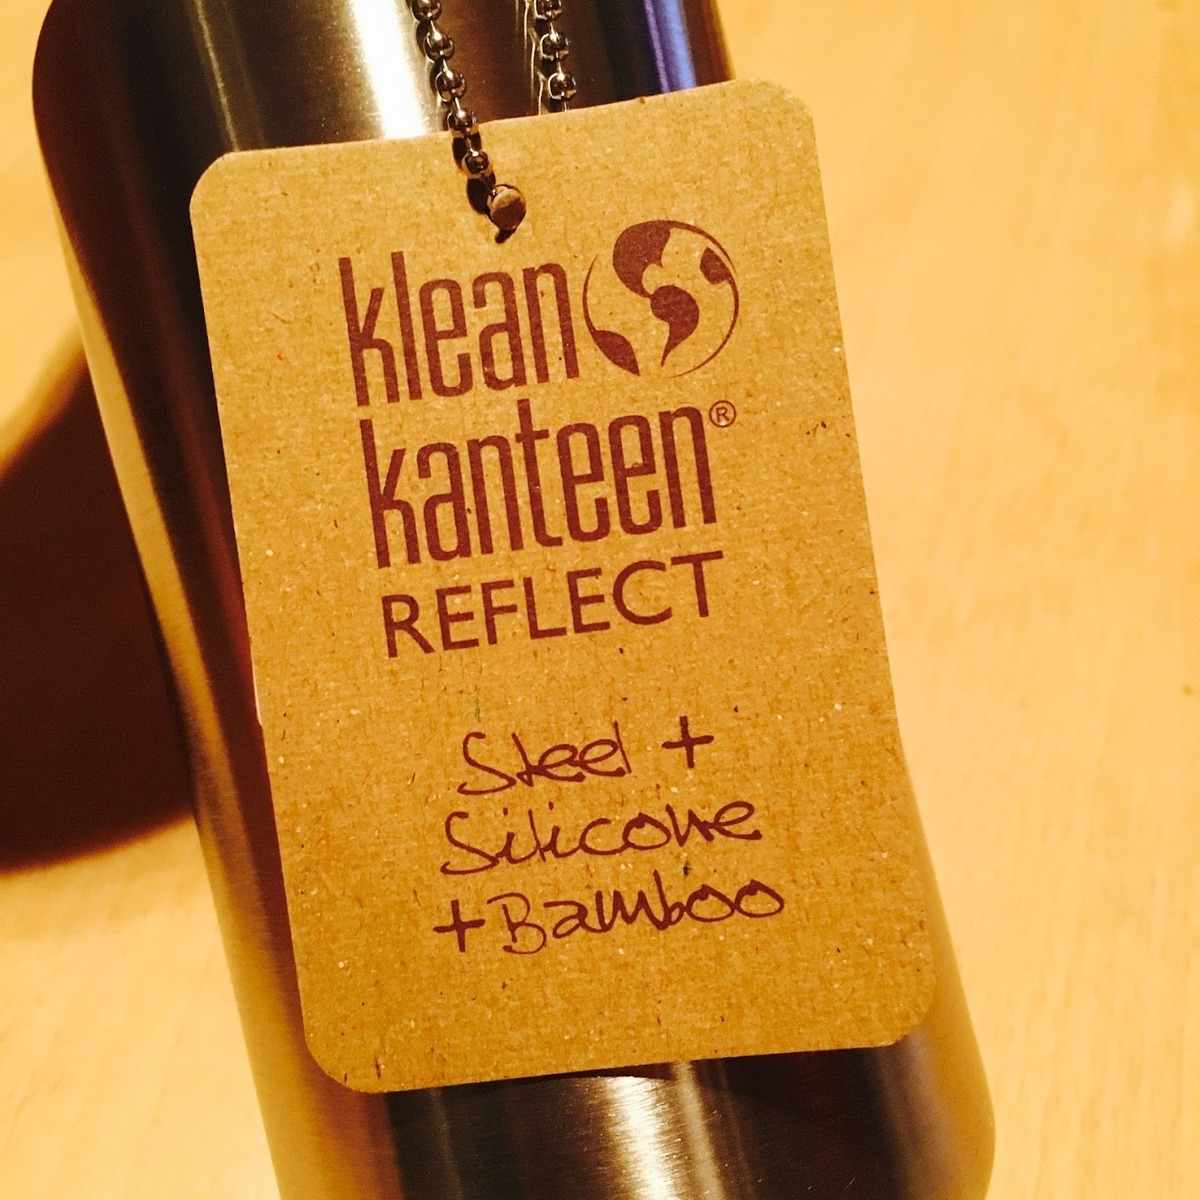 klean
kanteen®
REFLECT
Steel +
Silicone
+ Bamboo